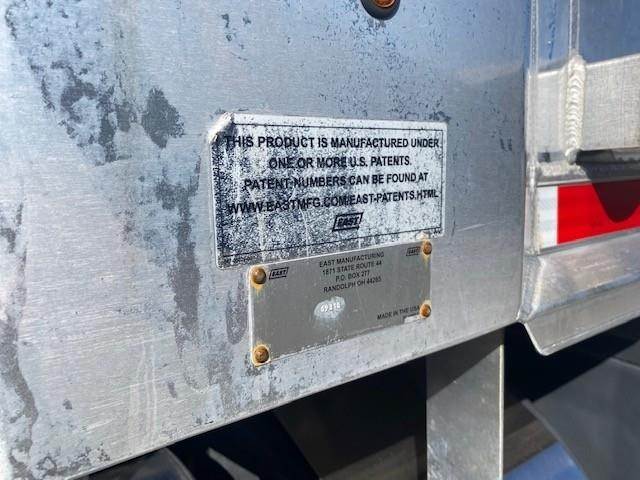 THIS PRODUCT IS MANUFACTURED UNDER
ONE OR MORE U.S. PATENTS.
PATENT NUMBERS CAN BE FOUND AT
WWW.EASTMFG.COM/EAST-PATENTS.HTML
EAST
EAST
EAST MANUFACTURING
EAST
1871 STATE ROUTE 44
P.O. BOX 277
RANDOLPH OH 44265
MADE IN THE USA